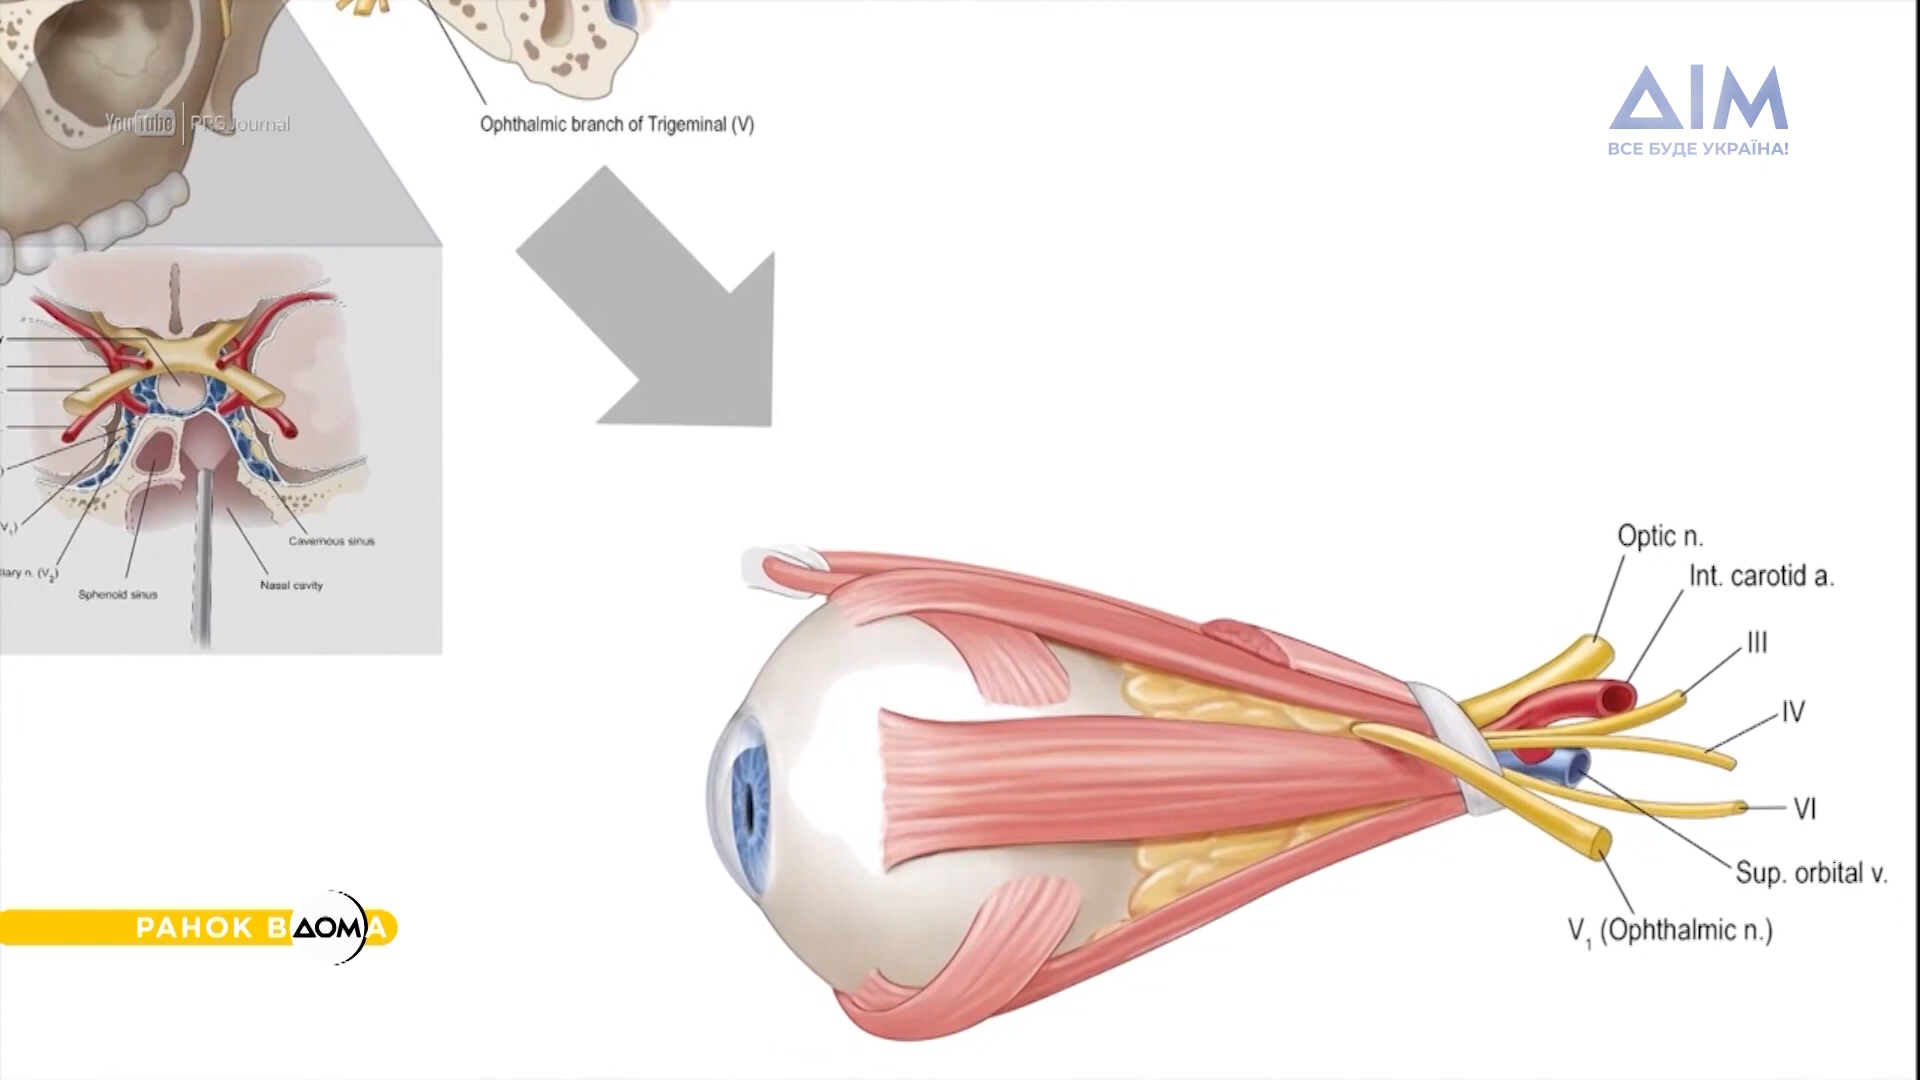 YouTube PRSJournal
Ophthalmic branch of Trigeminal (V)
ДІМ
ВСЕ БУДЕ УКРАЇНА!
Cavernous sinus
Nasal cavity
Sphenoid sinus
Optic n.
Int. carotid a.
III
IV
VI
Sup. orbital v.
V₁ (Ophthalmic n.)
РАНОК ВДОМА